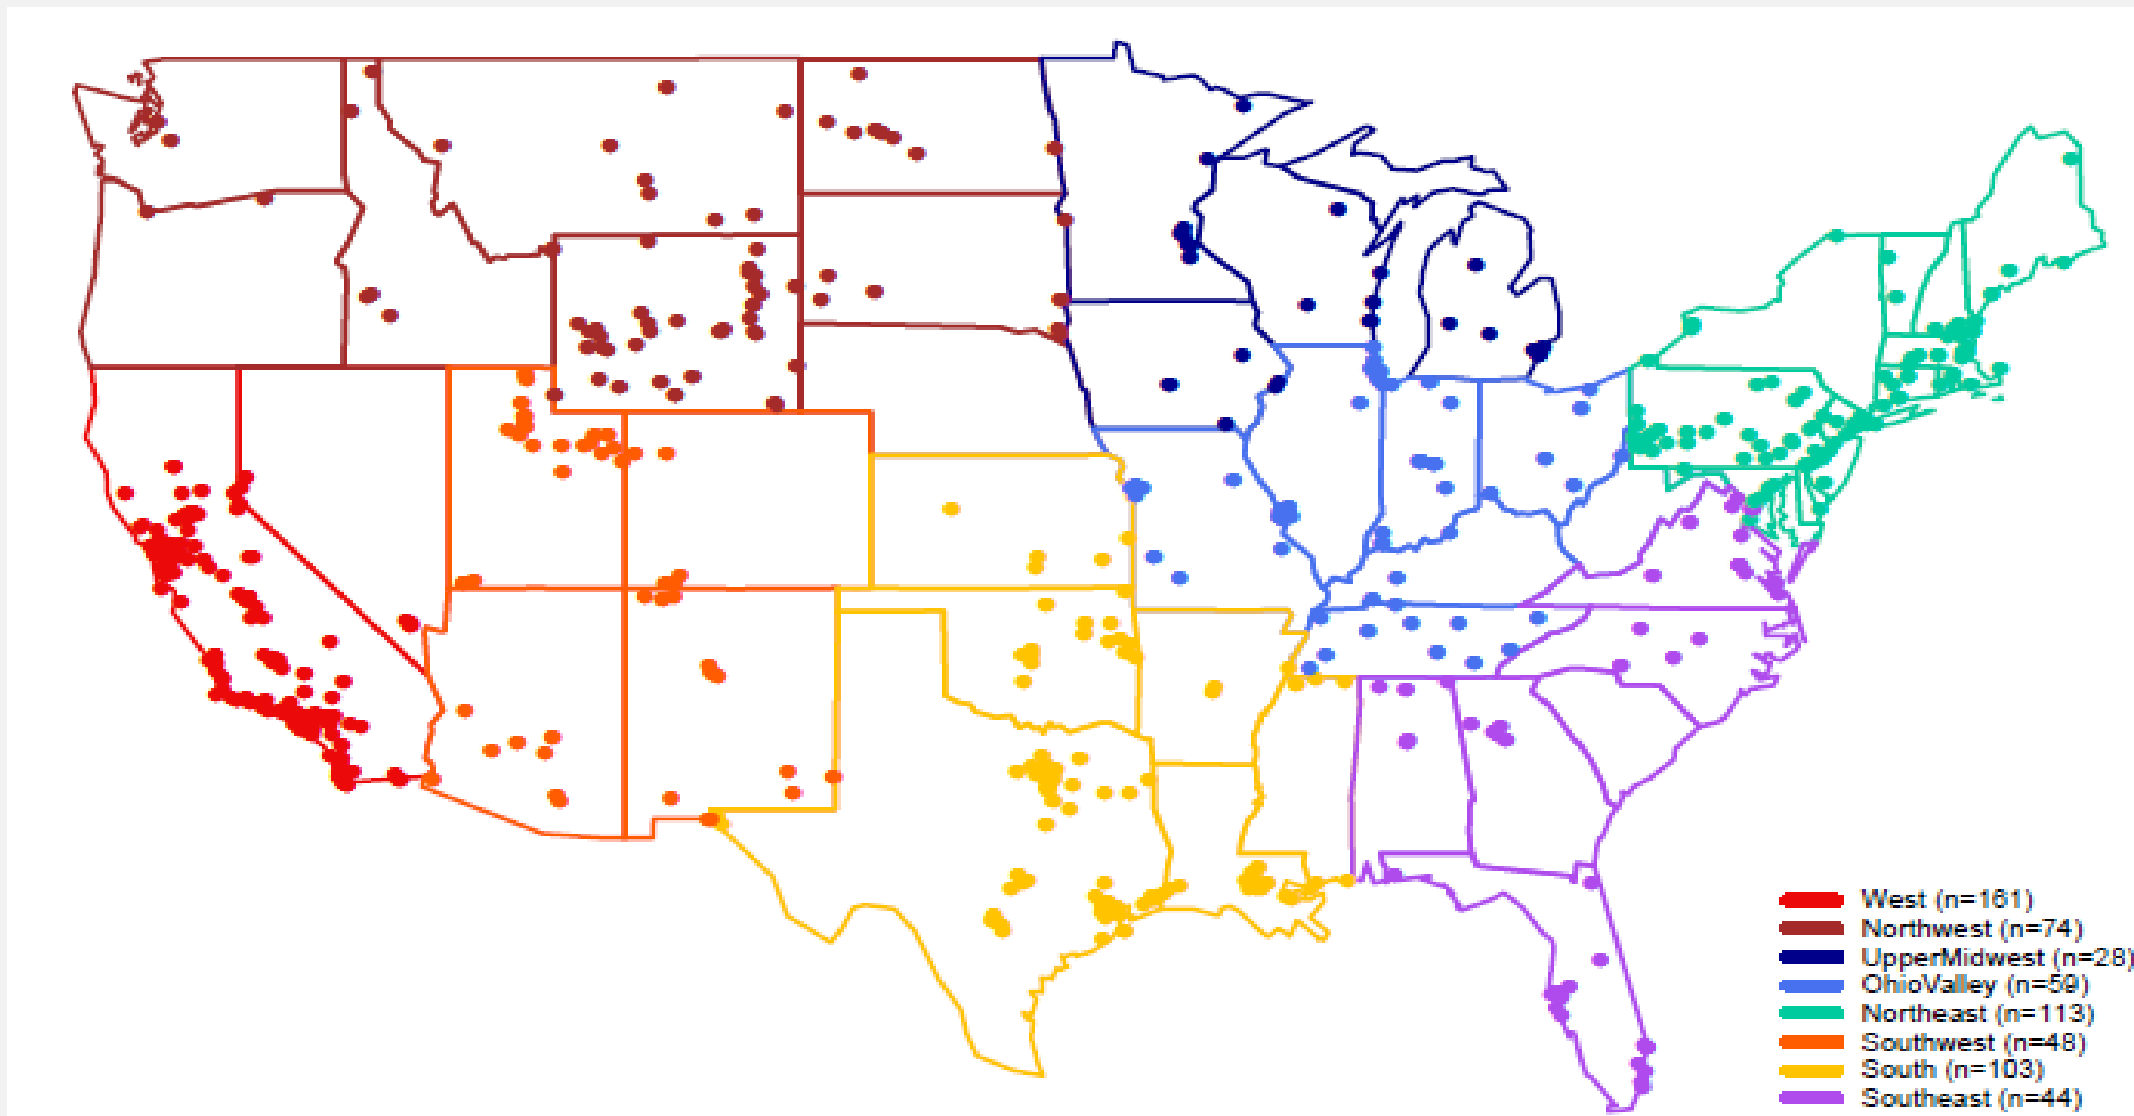 West (n=161)
Northwest (n=74)
UpperMidwest (n=28)
OhioValley (n=59)
Northeast (n=113)
Southwest (n=48)
South (n=103)
Southeast (n=44)